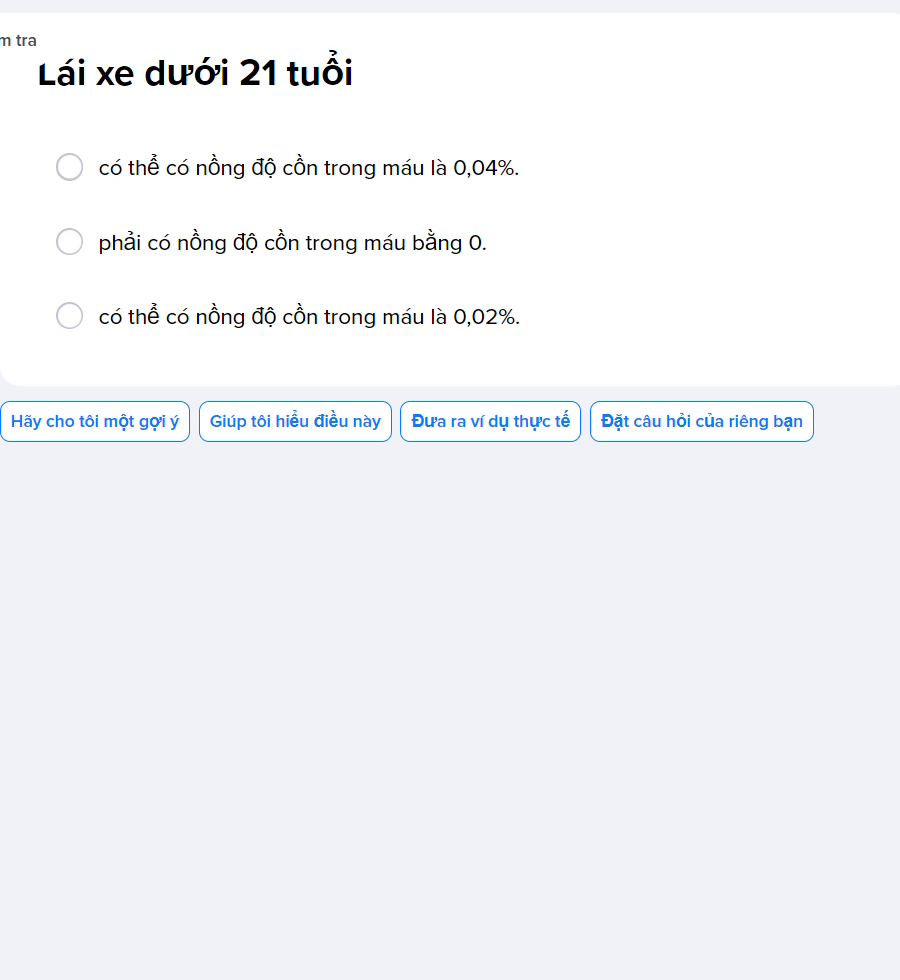 m tra
Lái xe dưới 21 tuổi
có thể có nồng độ cồn trong máu là 0,04%.
phải có nồng độ cồn trong máu bằng 0.
có thể có nồng độ cồn trong máu là 0,02%.
Hãy cho tôi một gợi ý
Giúp tôi hiểu điều này
Đưa ra ví dụ thực tế
Đặt câu hỏi của riêng bạn